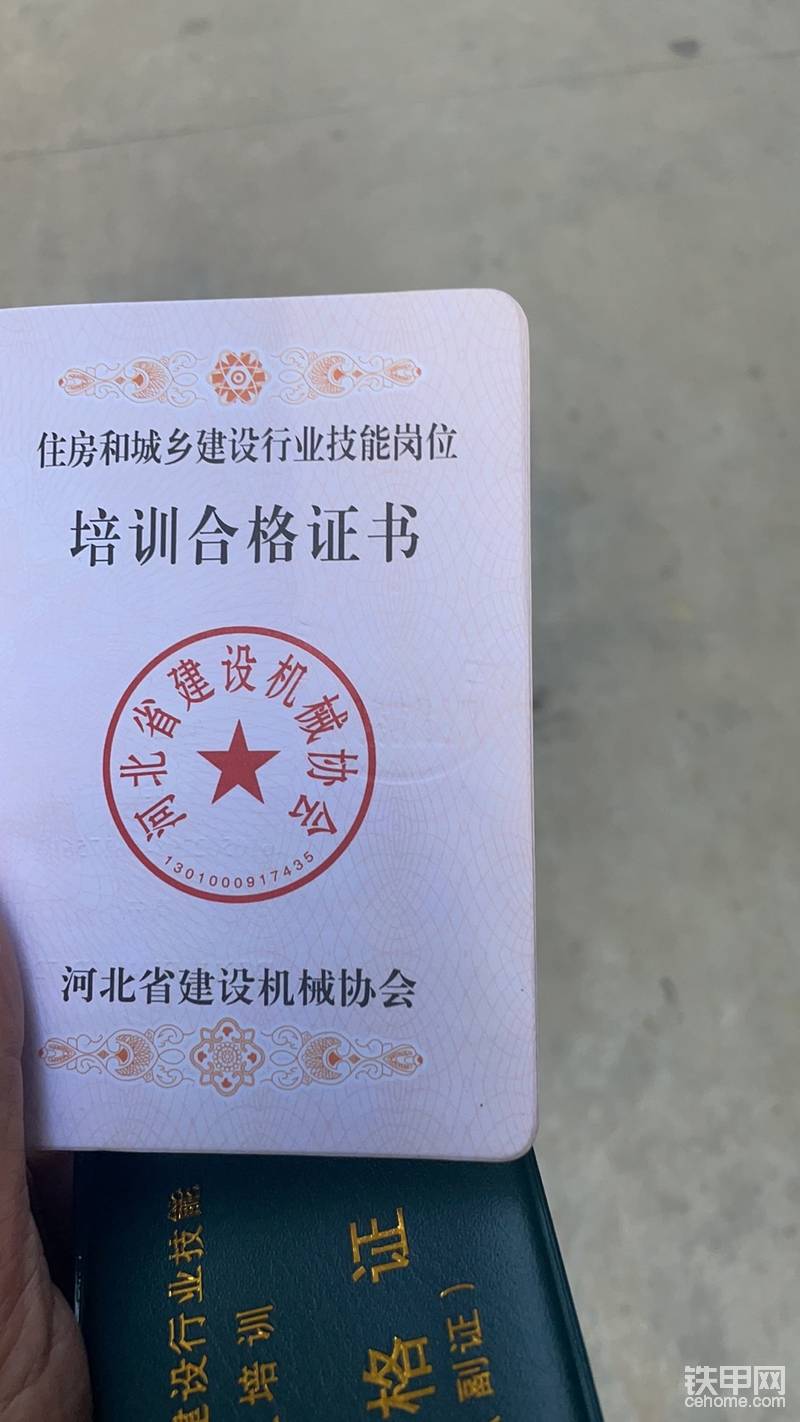 住房和城乡建设行业技能岗位
培训合格证书
河北省建设机械协会
1301000917435
河北省建设机械协会
建设行业技能
培训
格证
副证）
铁甲网
cehome.com